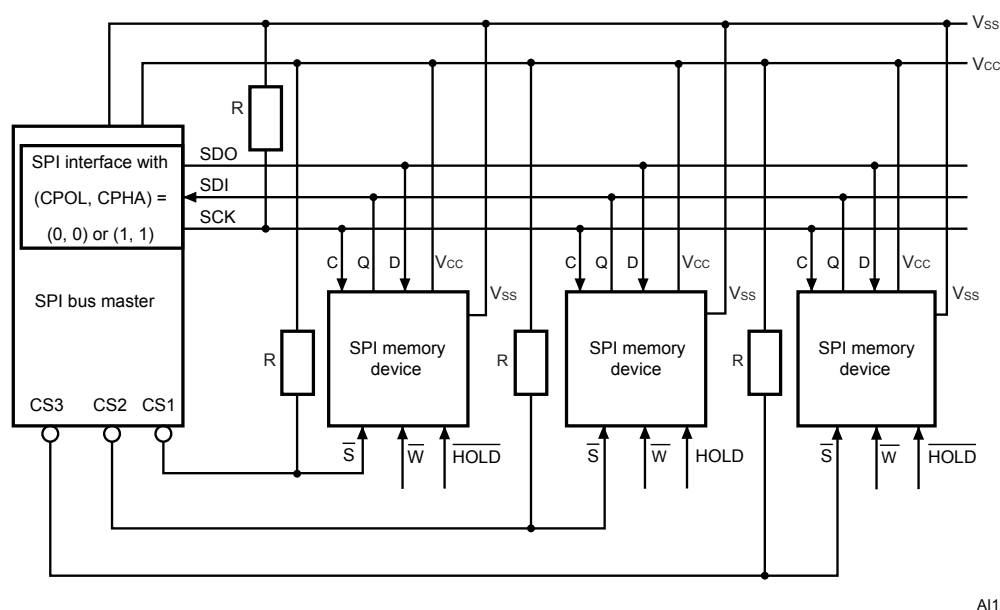 VSS
VCC
R
SDO
SPI interface with
(CPOL, CPHA) =
(0, 0) or (1, 1)
SDI
SCK
C Q D VCC
C Q D VCC
C Q D VCC
SPI bus master
VSS
VSS
VSS
R
SPI memory
device
R
SPI memory
device
R
SPI memory
device
CS3 CS2 CS1
S̅ W̅ H̅O̅L̅D̅
S̅ W̅ HOLD
S̅ W̅ H̅O̅L̅D̅
AI1